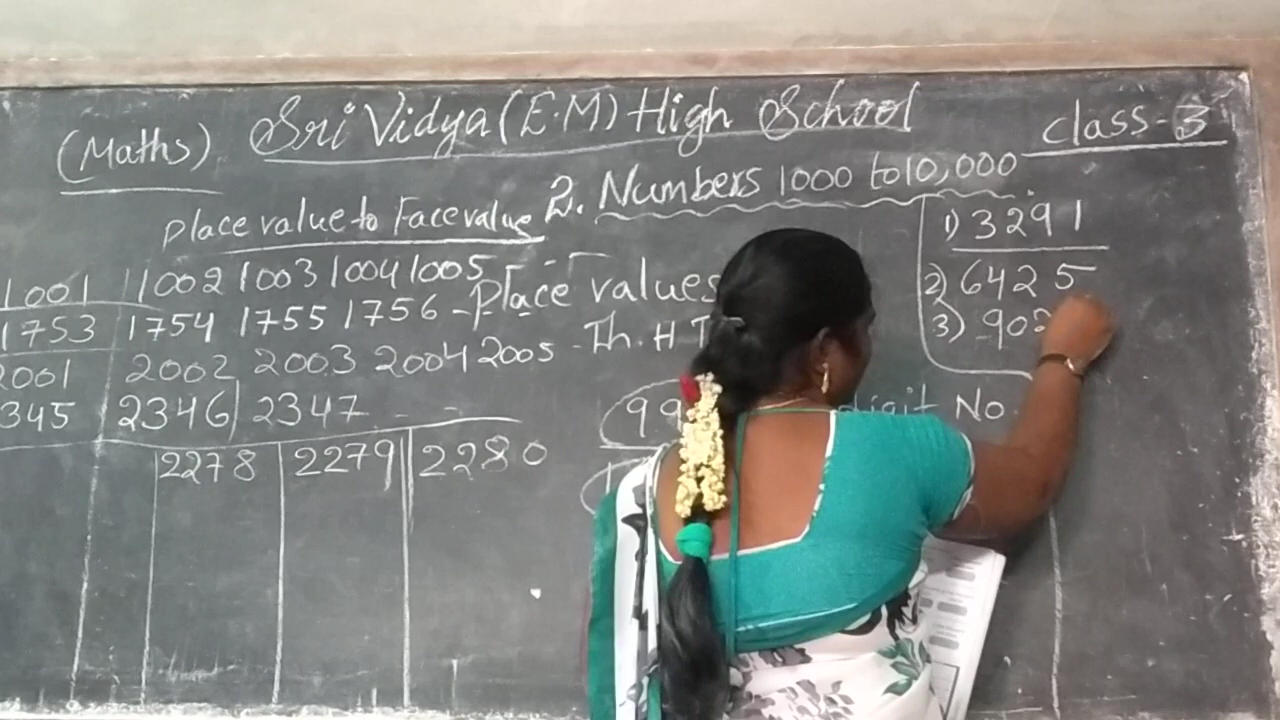 (Maths) Sri Vidya (E.M) High School class-3
2. Numbers 1000 to 10,000
Place value to Face value
1001 1002 1003 1004 1005
1753 1754 1755 1756 - Place values
2001 2002 2003 2004 2005 - Th. H T
345 2346 2347 - -
2278 2279 2280
1) 3291
2) 6425
3) 902
99 digit No.